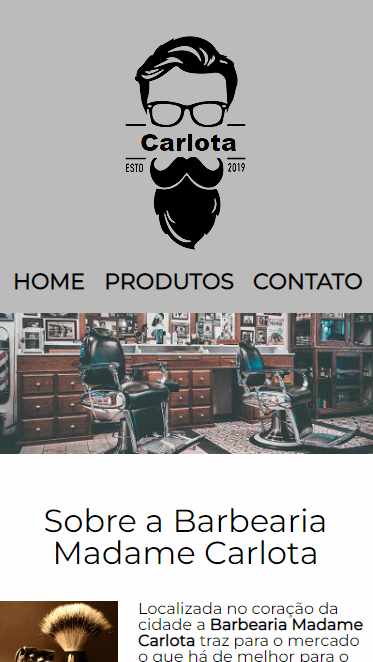 Carlota
ESTD 2019
HOME PRODUTOS CONTATO
Sobre a Barbearia
Madame Carlota
Localizada no coração da
cidade a Barbearia Madame
Carlota traz para o mercado
o que há de melhor para o